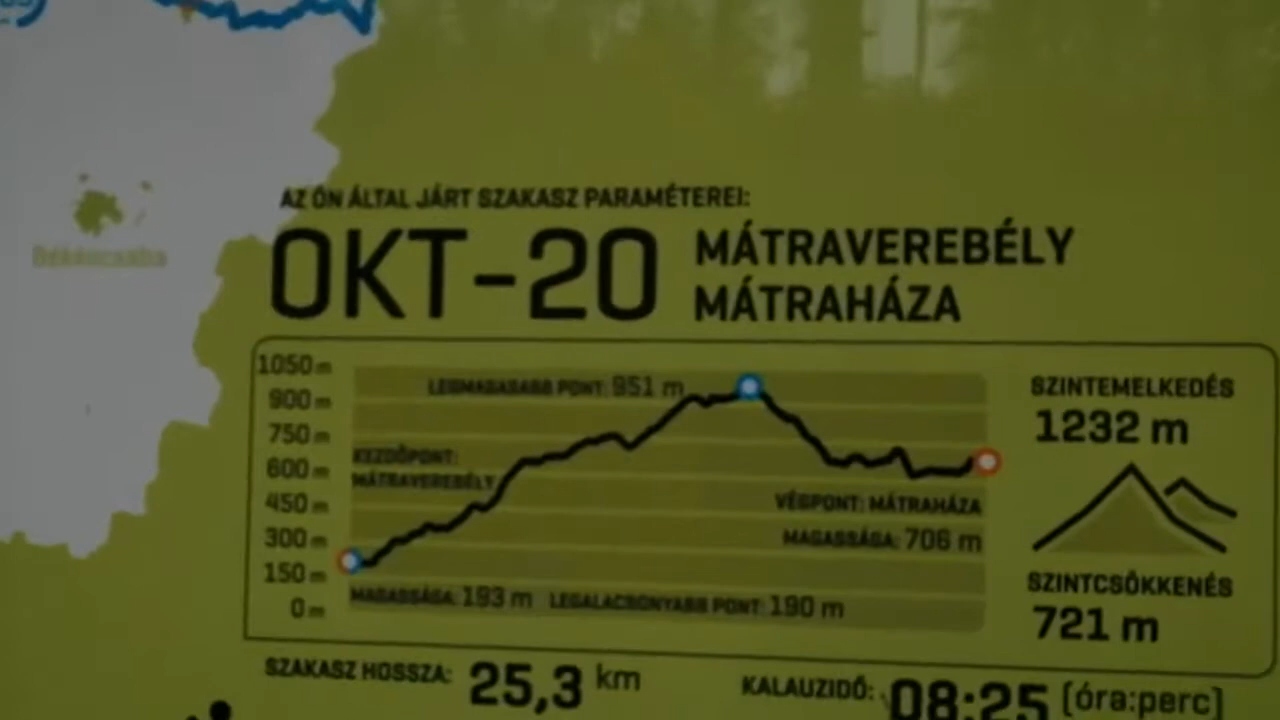 Békéscsaba
AZ ÖN ÁLTAL JÁRT SZAKASZ PARAMÉTEREI:
OKT-20
MÁTRAVEREBÉLY
MÁTRAHÁZA
1050 m
900 m
750 m
600 m
450 m
300 m
150 m
0 m
LEGMAGASABB PONT: 951 m
KEZDŐPONT:
MÁTRAVEREBÉLY
VÉGPONT: MÁTRAHÁZA
MAGASSÁGA: 706 m
MAGASSÁGA: 193 m LEGALACSONYABB PONT: 190 m
SZINTEMELKEDÉS
1232 m
SZINTCSÖKKENÉS
721 m
SZAKASZ HOSSZA: 25,3 km
KALAUZIDŐ: 08:25 (óra:perc)